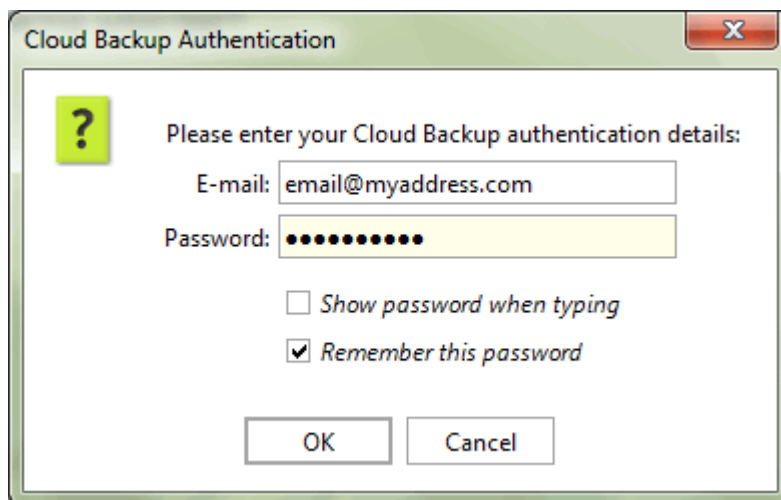 Cloud Backup Authentication
?
Please enter your Cloud Backup authentication details:
E-mail: email@myaddress.com
Password: ●●●●●●●●●●
Show password when typing
Remember this password
OK Cancel